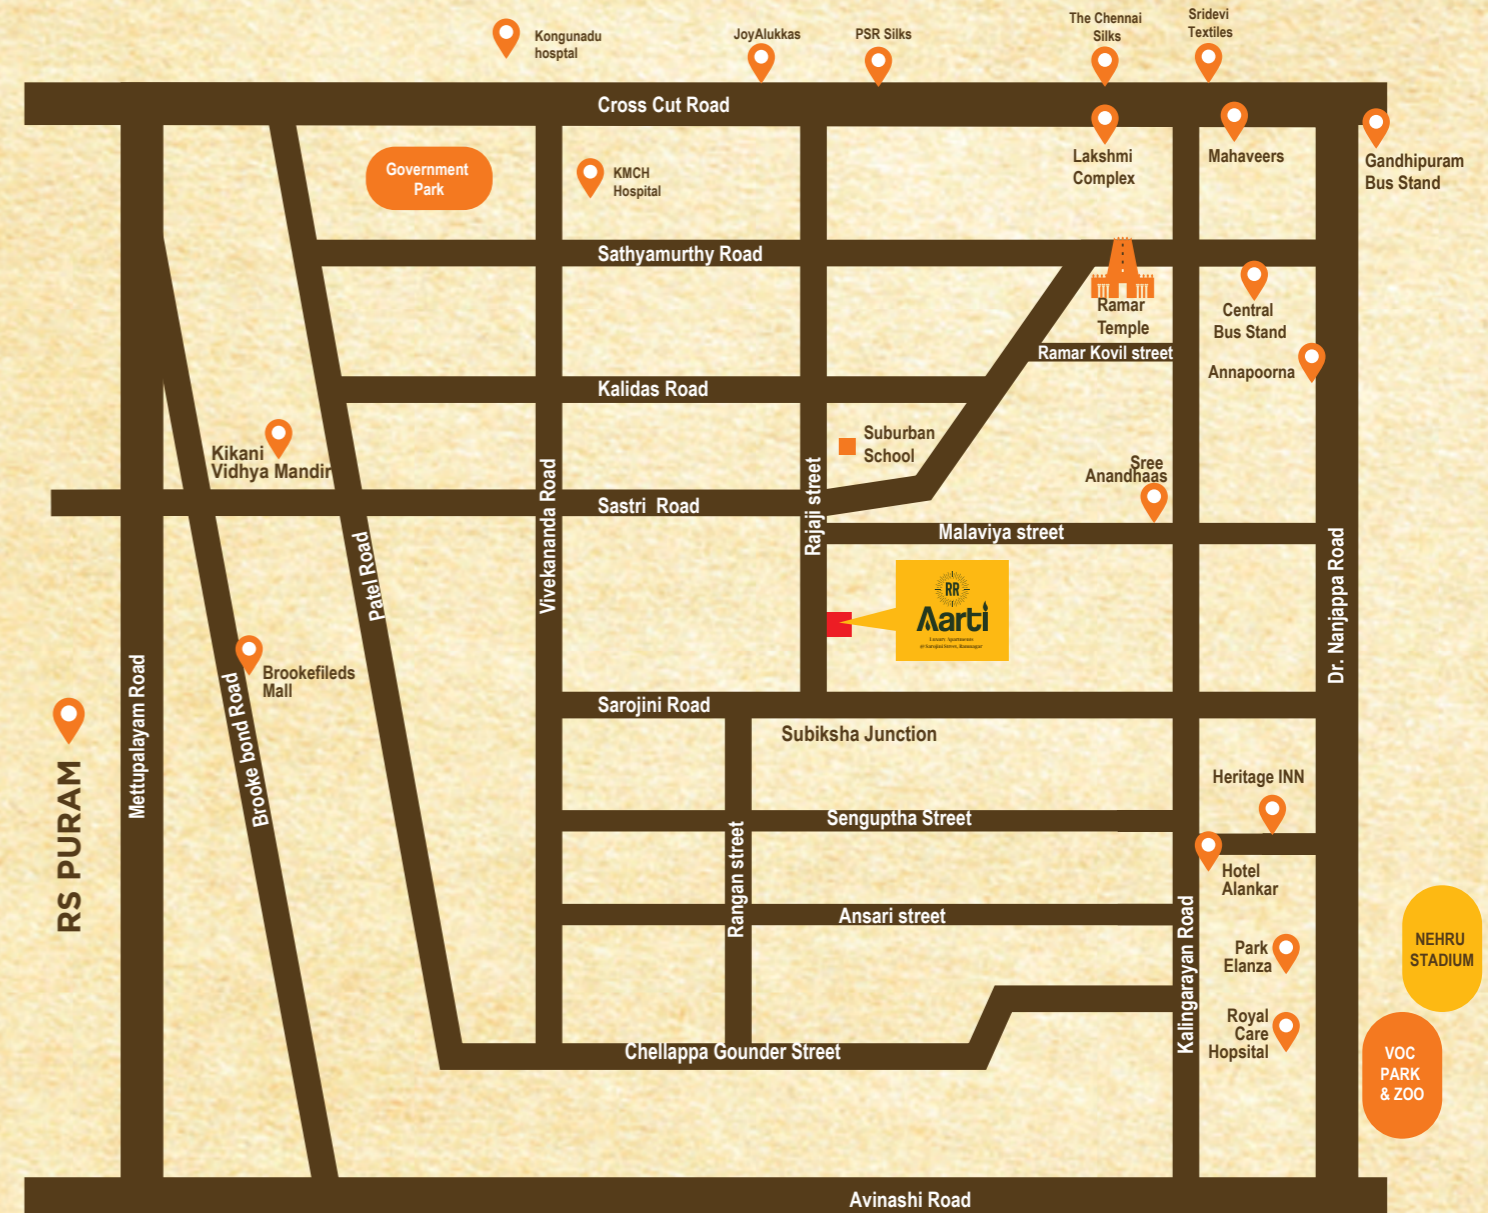 Kongunadu
hosptal
JoyAlukkas
PSR Silks
The Chennai
Silks
Sridevi
Textiles
Cross Cut Road
Government
Park
KMCH
Hospital
Lakshmi
Complex
Mahaveers
Gandhipuram
Bus Stand
Sathyamurthy Road
Ramar
Temple
Central
Bus Stand
Ramar Kovil street
Annapoorna
Kalidas Road
Kikani
Vidhya Mandir
Suburban
School
Sree
Anandhaas
Sastri Road
Vivekananda Road
Rajaji street
Malaviya street
Patel Road
Dr. Nanjappa Road
RR
Aarti
Luxury Apartments
@Sarojini Street, Ramnagar
Mettupalayam Road
Brookefileds
Mall
Brooke bond Road
RS PURAM
Sarojini Road
Subiksha Junction
Heritage INN
Senguptha Street
Rangan street
Hotel
Alankar
Ansari street
Kalingarayan Road
Park
Elanza
NEHRU
STADIUM
Royal
Care
Hopsital
Chellappa Gounder Street
VOC
PARK
& ZOO
Avinashi Road